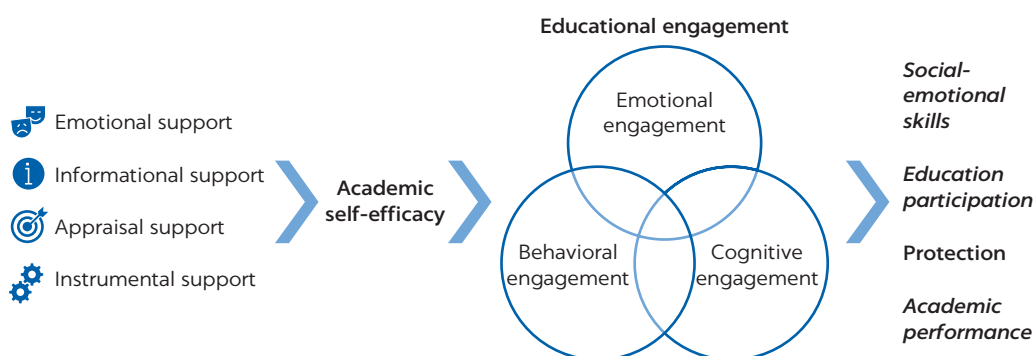 Educational engagement
Emotional support
Informational support
Appraisal support
Instrumental support
Academic
self-efficacy
Emotional
engagement
Behavioral
engagement
Cognitive
engagement
Social-
emotional
skills
Education
participation
Protection
Academic
performance